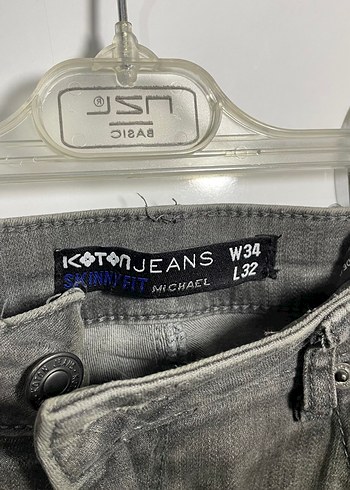 nzl®
BASIC
KOTON JEANS W34
SKINNY FIT MICHAEL L32